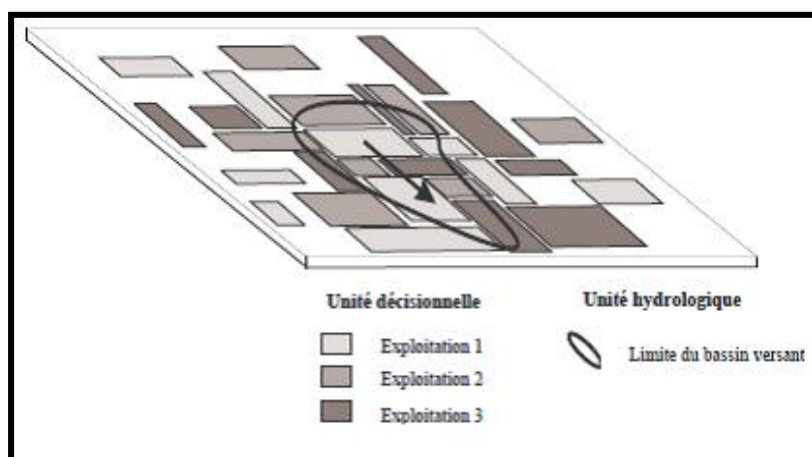 Unité décisionnelle
Exploitation 1
Exploitation 2
Exploitation 3
Unité hydrologique
Limite du bassin versant